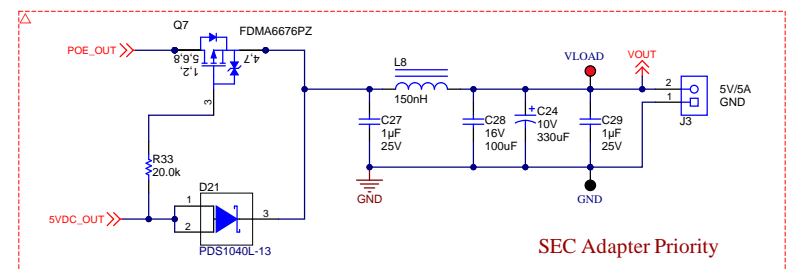 Q7
FDMA6676PZ
POE_OUT
1,2,
5,6,8
4,7
3
R33
20.0k
5VDC_OUT
D21
1
2
3
PDS1040L-13
L8
150nH
C27
1µF
25V
C28
16V
100uF
+
C24
10V
330uF
C29
1µF
25V
VLOAD
VOUT
2
1
5V/5A
GND
J3
GND
GND
SEC Adapter Priority